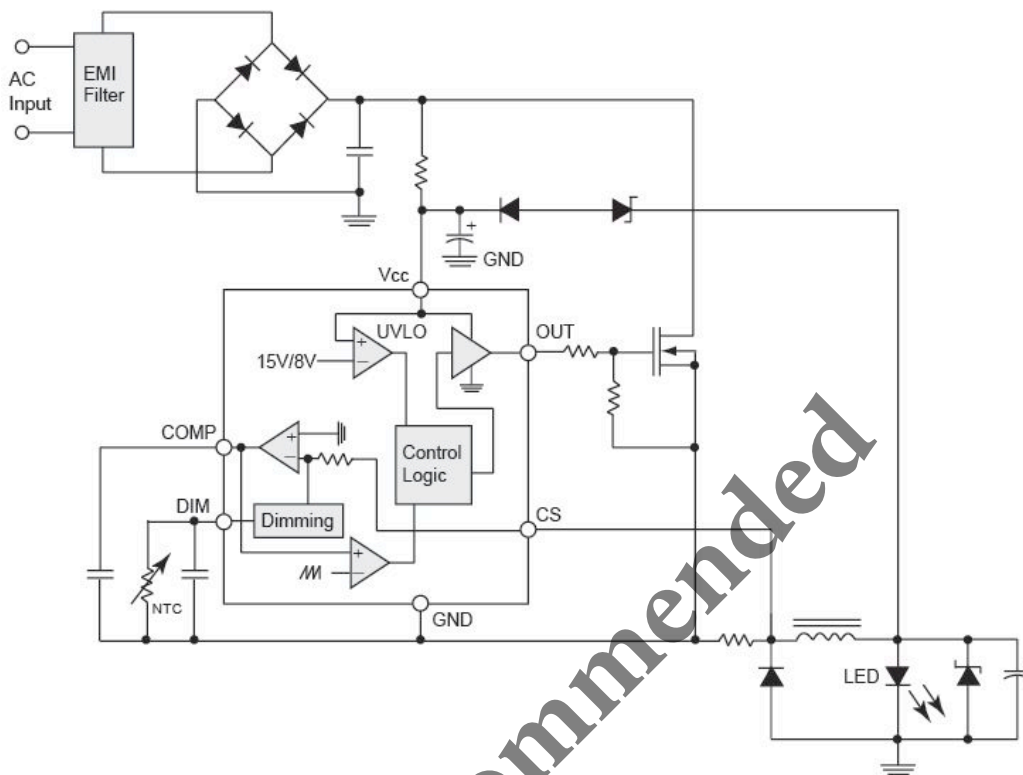 AC
Input
EMI
Filter
GND
Vcc
UVLO
15V/8V
OUT
COMP
Control
Logic
DIM
Dimming
CS
NTC
GND
LED
ommended